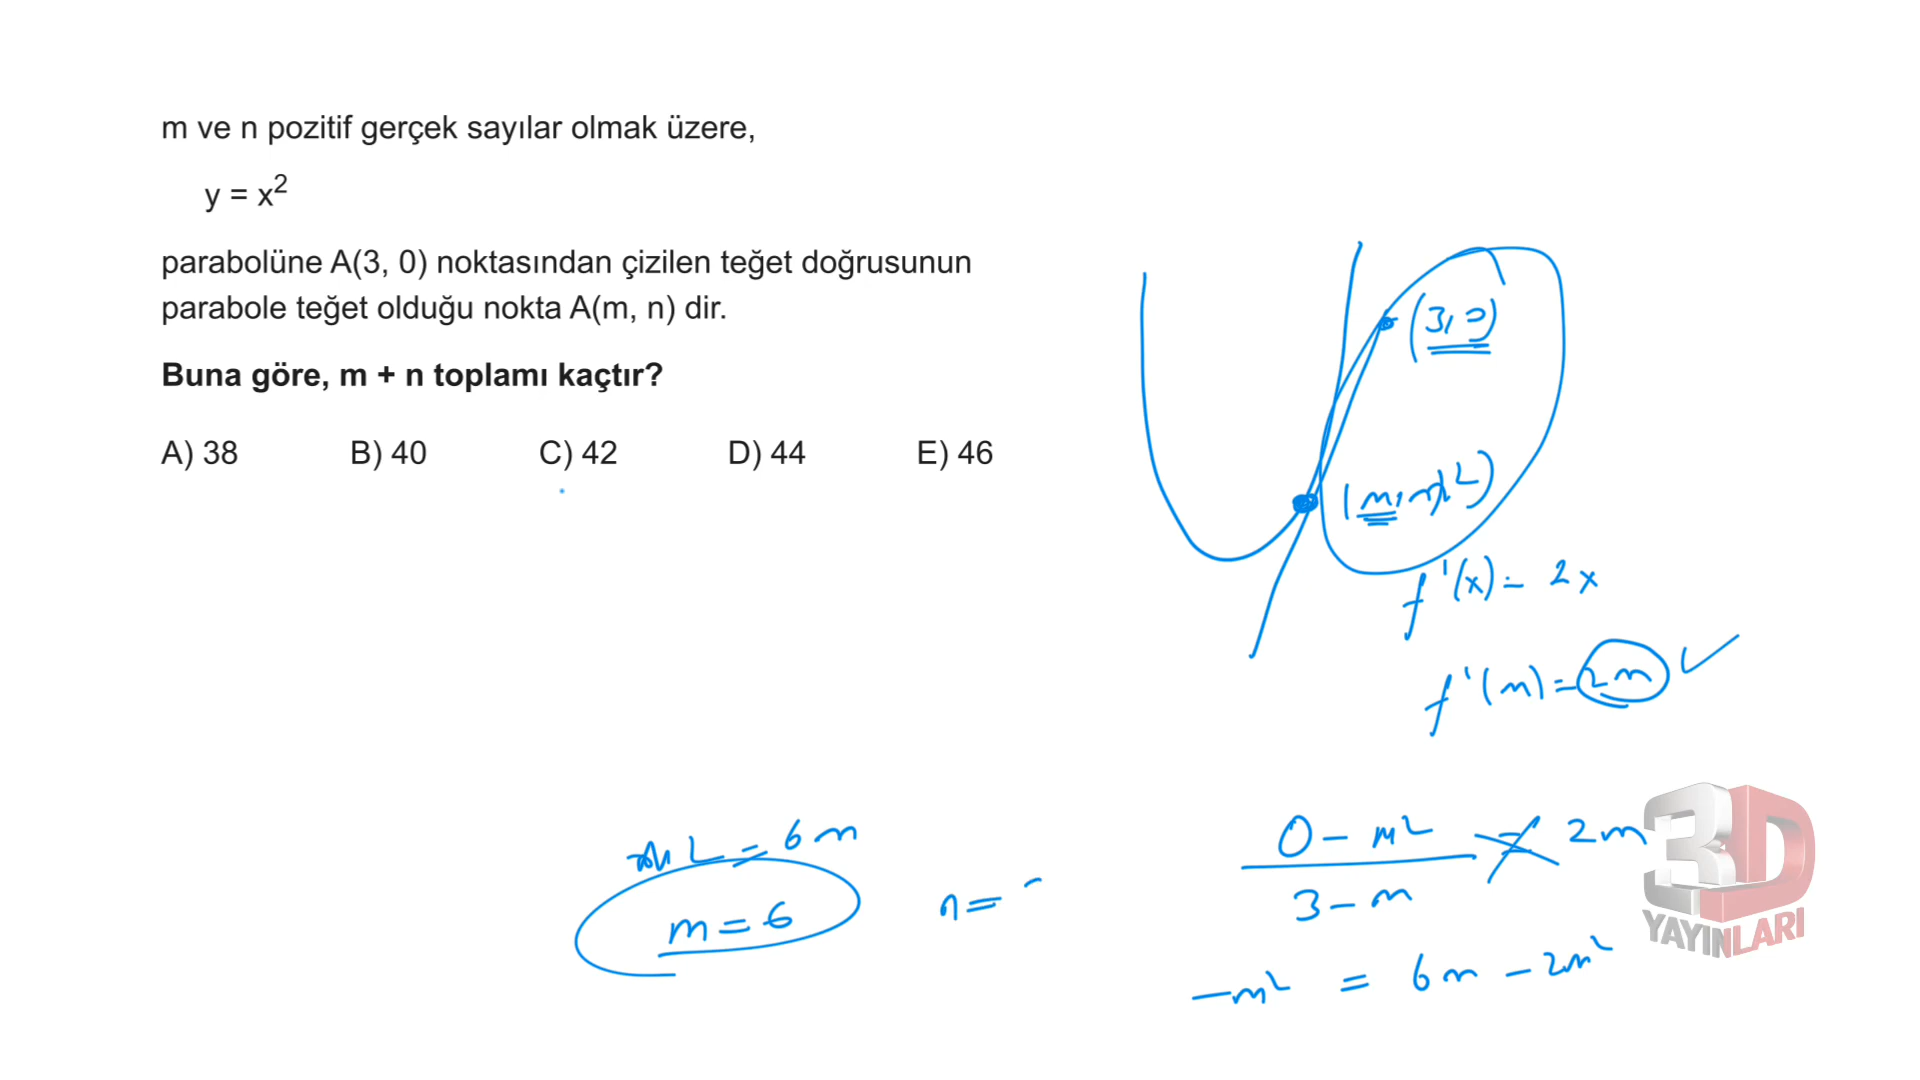 m ve n pozitif gerçek sayılar olmak üzere,
y = x²
parabolüne A(3, 0) noktasından çizilen teğet doğrusunun
parabole teğet olduğu nokta A(m, n) dir.
Buna göre, m + n toplamı kaçtır?
A) 38 B) 40 C) 42 D) 44 E) 46
(3, 0)
(m, m²)
f'(x) = 2x
f'(m) = 2m
0 - m² / 3 - m = 2m
-m² = 6m - 2m²
m² = 6m
m = 6
n =
3D
YAYINLARI